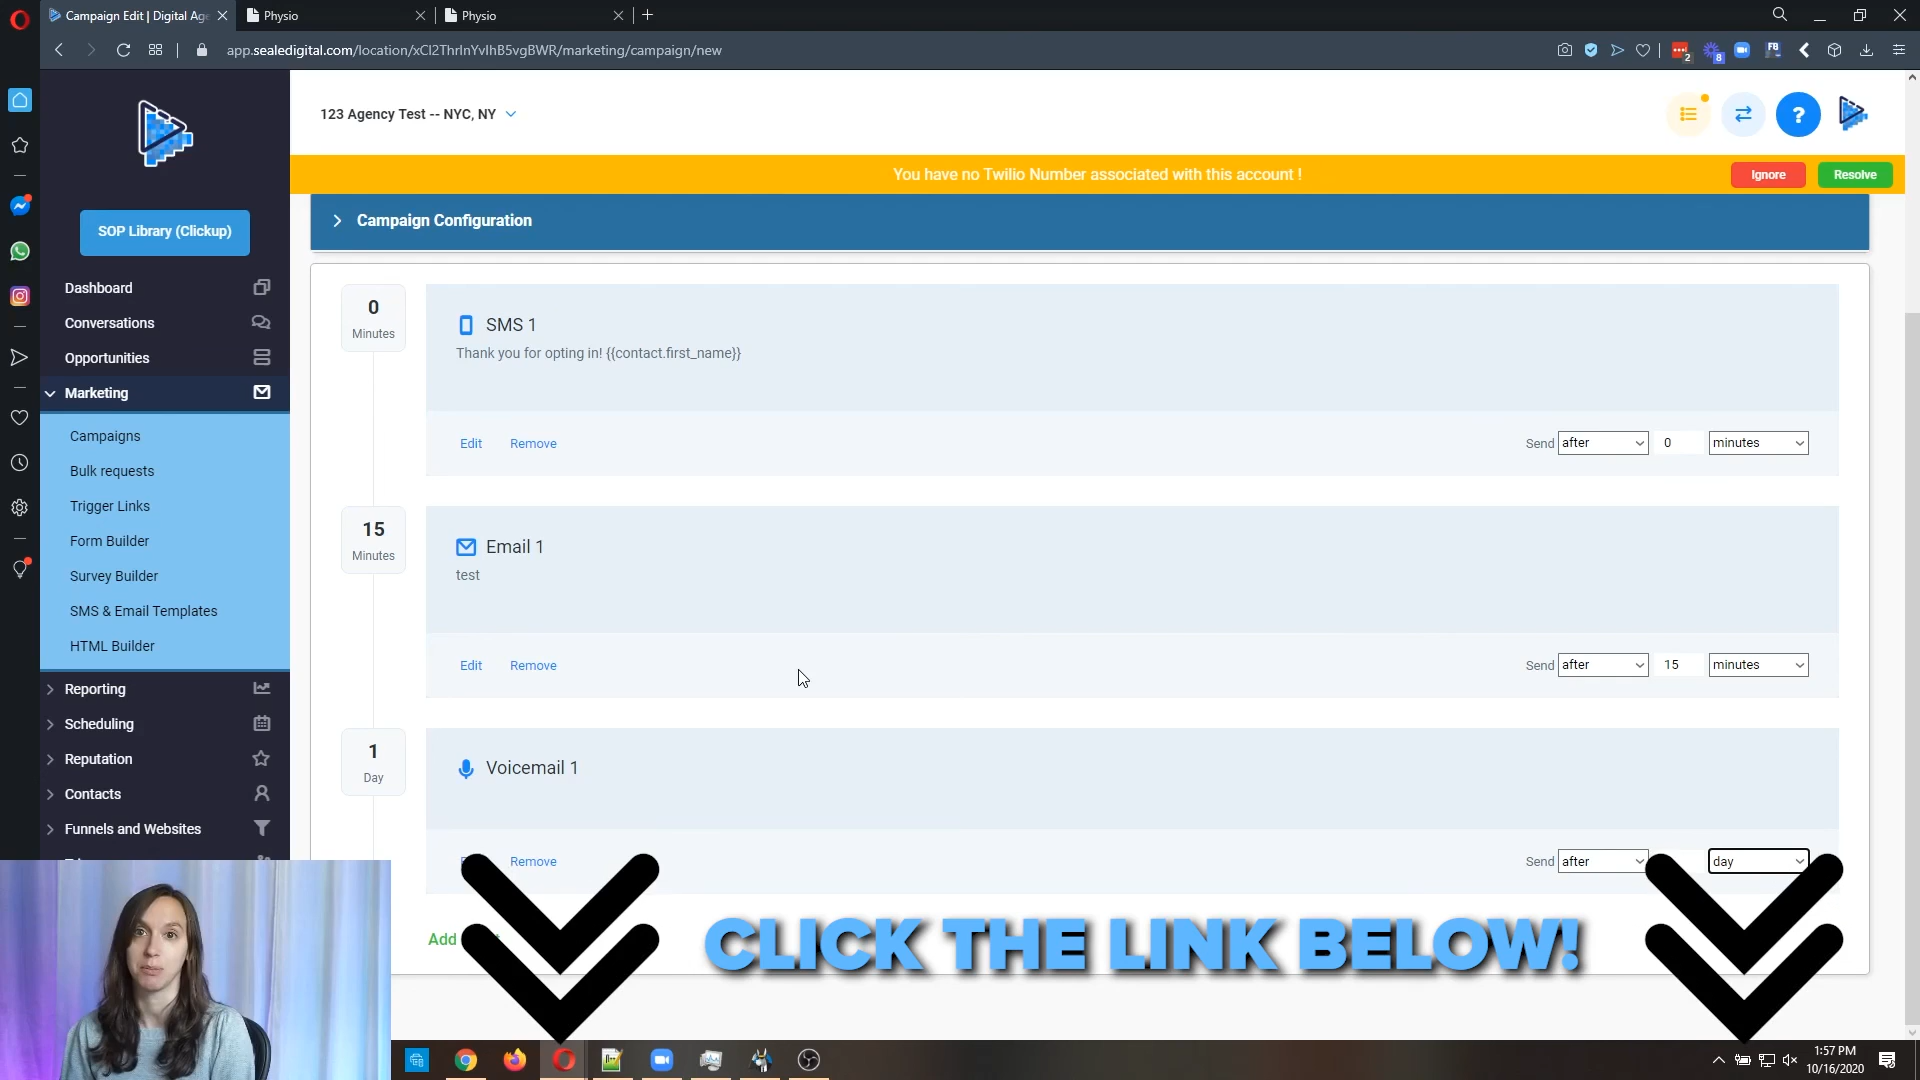 Campaign Edit | Digital Age
Physio
Physio
app.sealedigital.com/location/xCl2ThrInYvIhB5vgBWR/marketing/campaign/new
2
8
FB
123 Agency Test -- NYC, NY
?
You have no Twilio Number associated with this account !
Ignore
Resolve
SOP Library (Clickup)
Dashboard
Conversations
Opportunities
Marketing
Campaigns
Bulk requests
Trigger Links
Form Builder
Survey Builder
SMS & Email Templates
HTML Builder
Reporting
Scheduling
Reputation
Contacts
Funnels and Websites
Campaign Configuration
0
Minutes
SMS 1
Thank you for opting in! {{contact.first_name}}
Edit Remove
Send after 0 minutes
15
Minutes
Email 1
test
Edit Remove
Send after 15 minutes
1
Day
Voicemail 1
Remove
Send after day
Add
CLICK THE LINK BELOW!
1:57 PM
10/16/2020